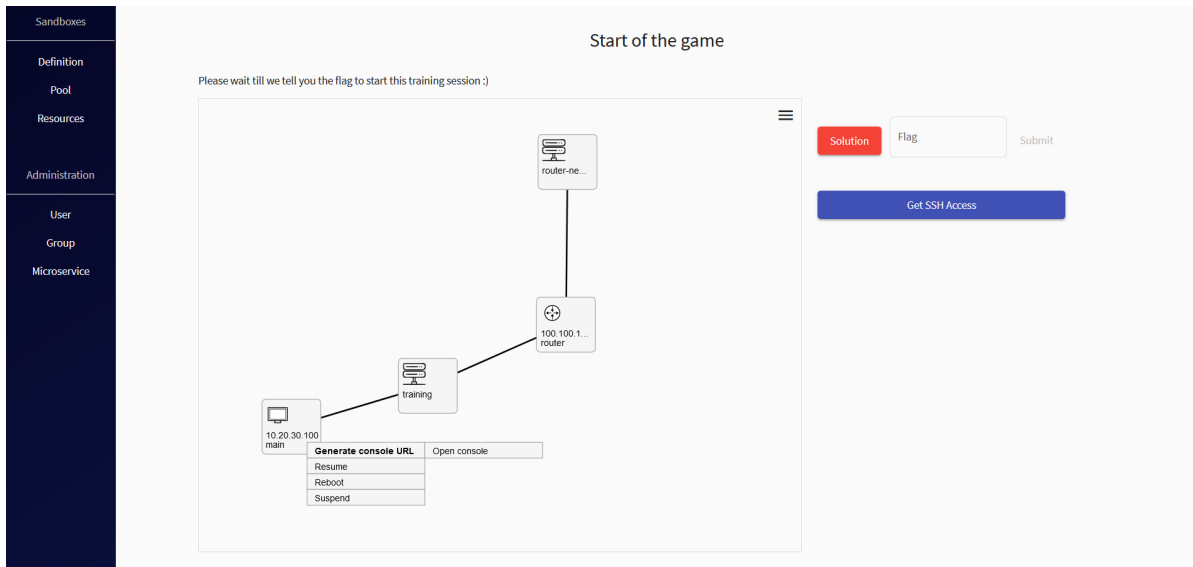 Sandboxes
Definition
Pool
Resources
Administration
User
Group
Microservice
Start of the game
Please wait till we tell you the flag to start this training session :)
router-ne...
100.100.1...
router
training
10.20.30.100
main
Generate console URL
Open console
Resume
Reboot
Suspend
Solution
Flag
Submit
Get SSH Access